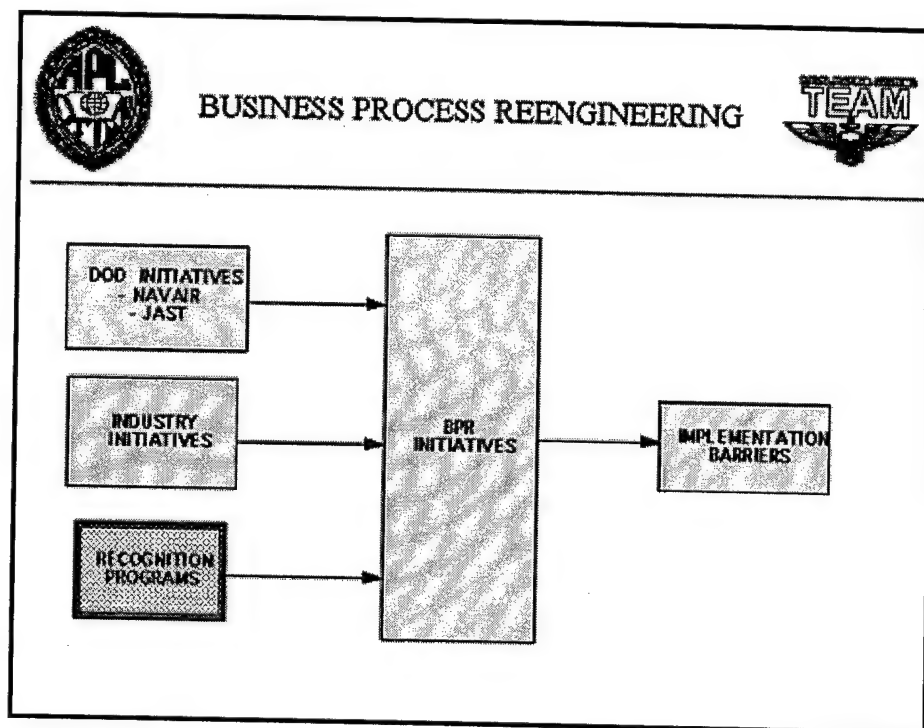 BUSINESS PROCESS REENGINEERING
TEAM
DOD INITIATIVES
- NAVAIR
- JAST
INDUSTRY
INITIATIVES
RECOGNITION
PROGRAMS
BPR
INITIATIVES
IMPLEMENTATION
BARRIERS